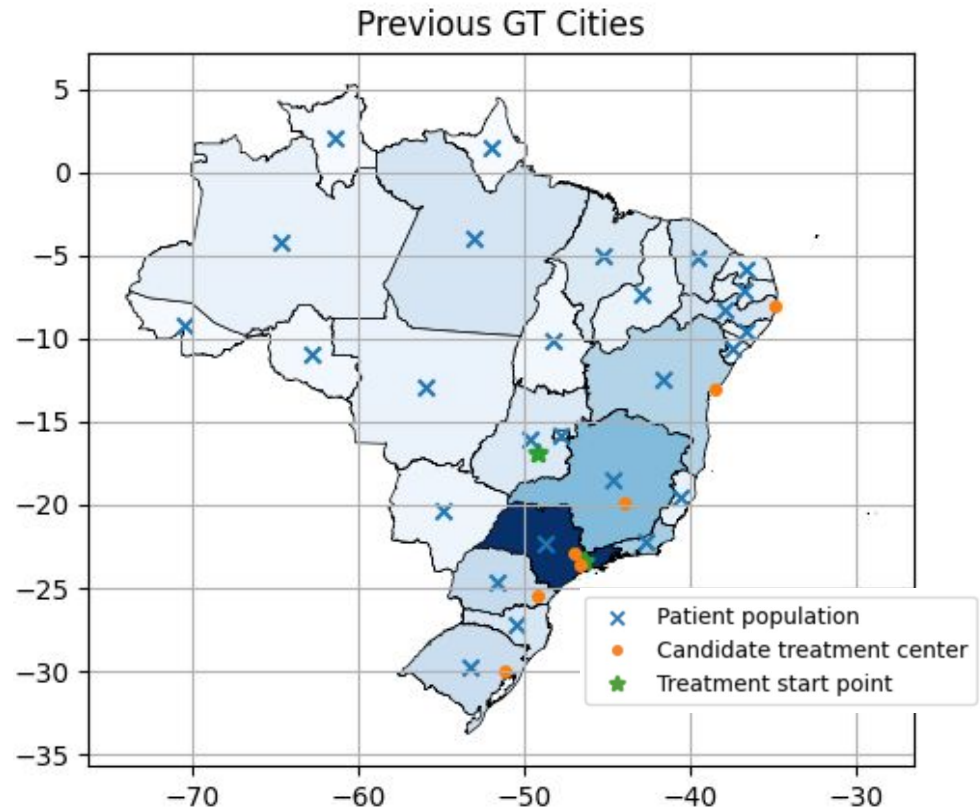 Previous GT Cities
5
0
−5
−10
−15
−20
−25
−30
−35
Patient population
Candidate treatment center
Treatment start point
−70 −60 −50 −40 −30